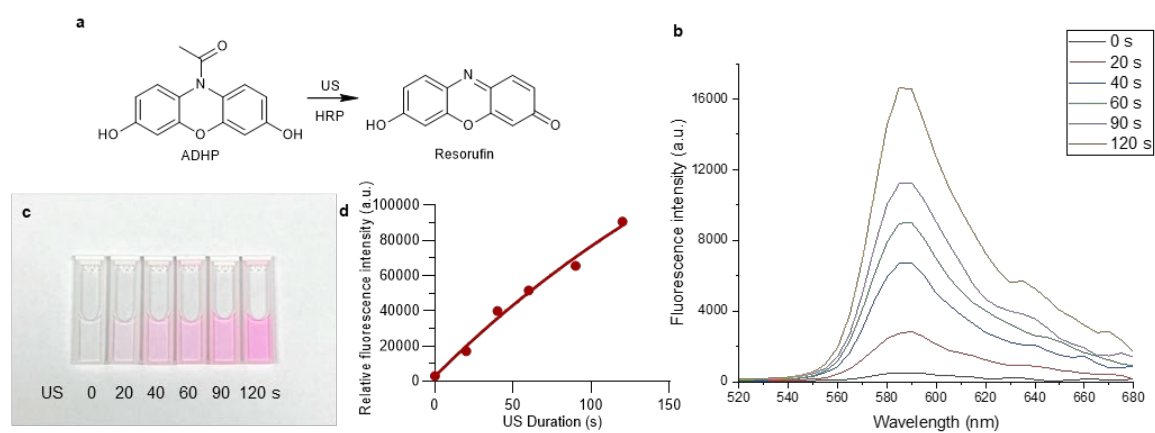 a
O
N
HO
O
OH
ADHP
US
HRP
N
HO
O
O
Resorufin
b
Fluorescence intensity (a.u.)
16000
12000
8000
4000
0
520 540 560 580 600 620 640 660 680
Wavelength (nm)
0 s
20 s
40 s
60 s
90 s
120 s
c
US 0 20 40 60 90 120 s
d
Relative fluorescence intensity (a.u.)
100000
80000
60000
40000
20000
0
0 50 100 150
US Duration (s)